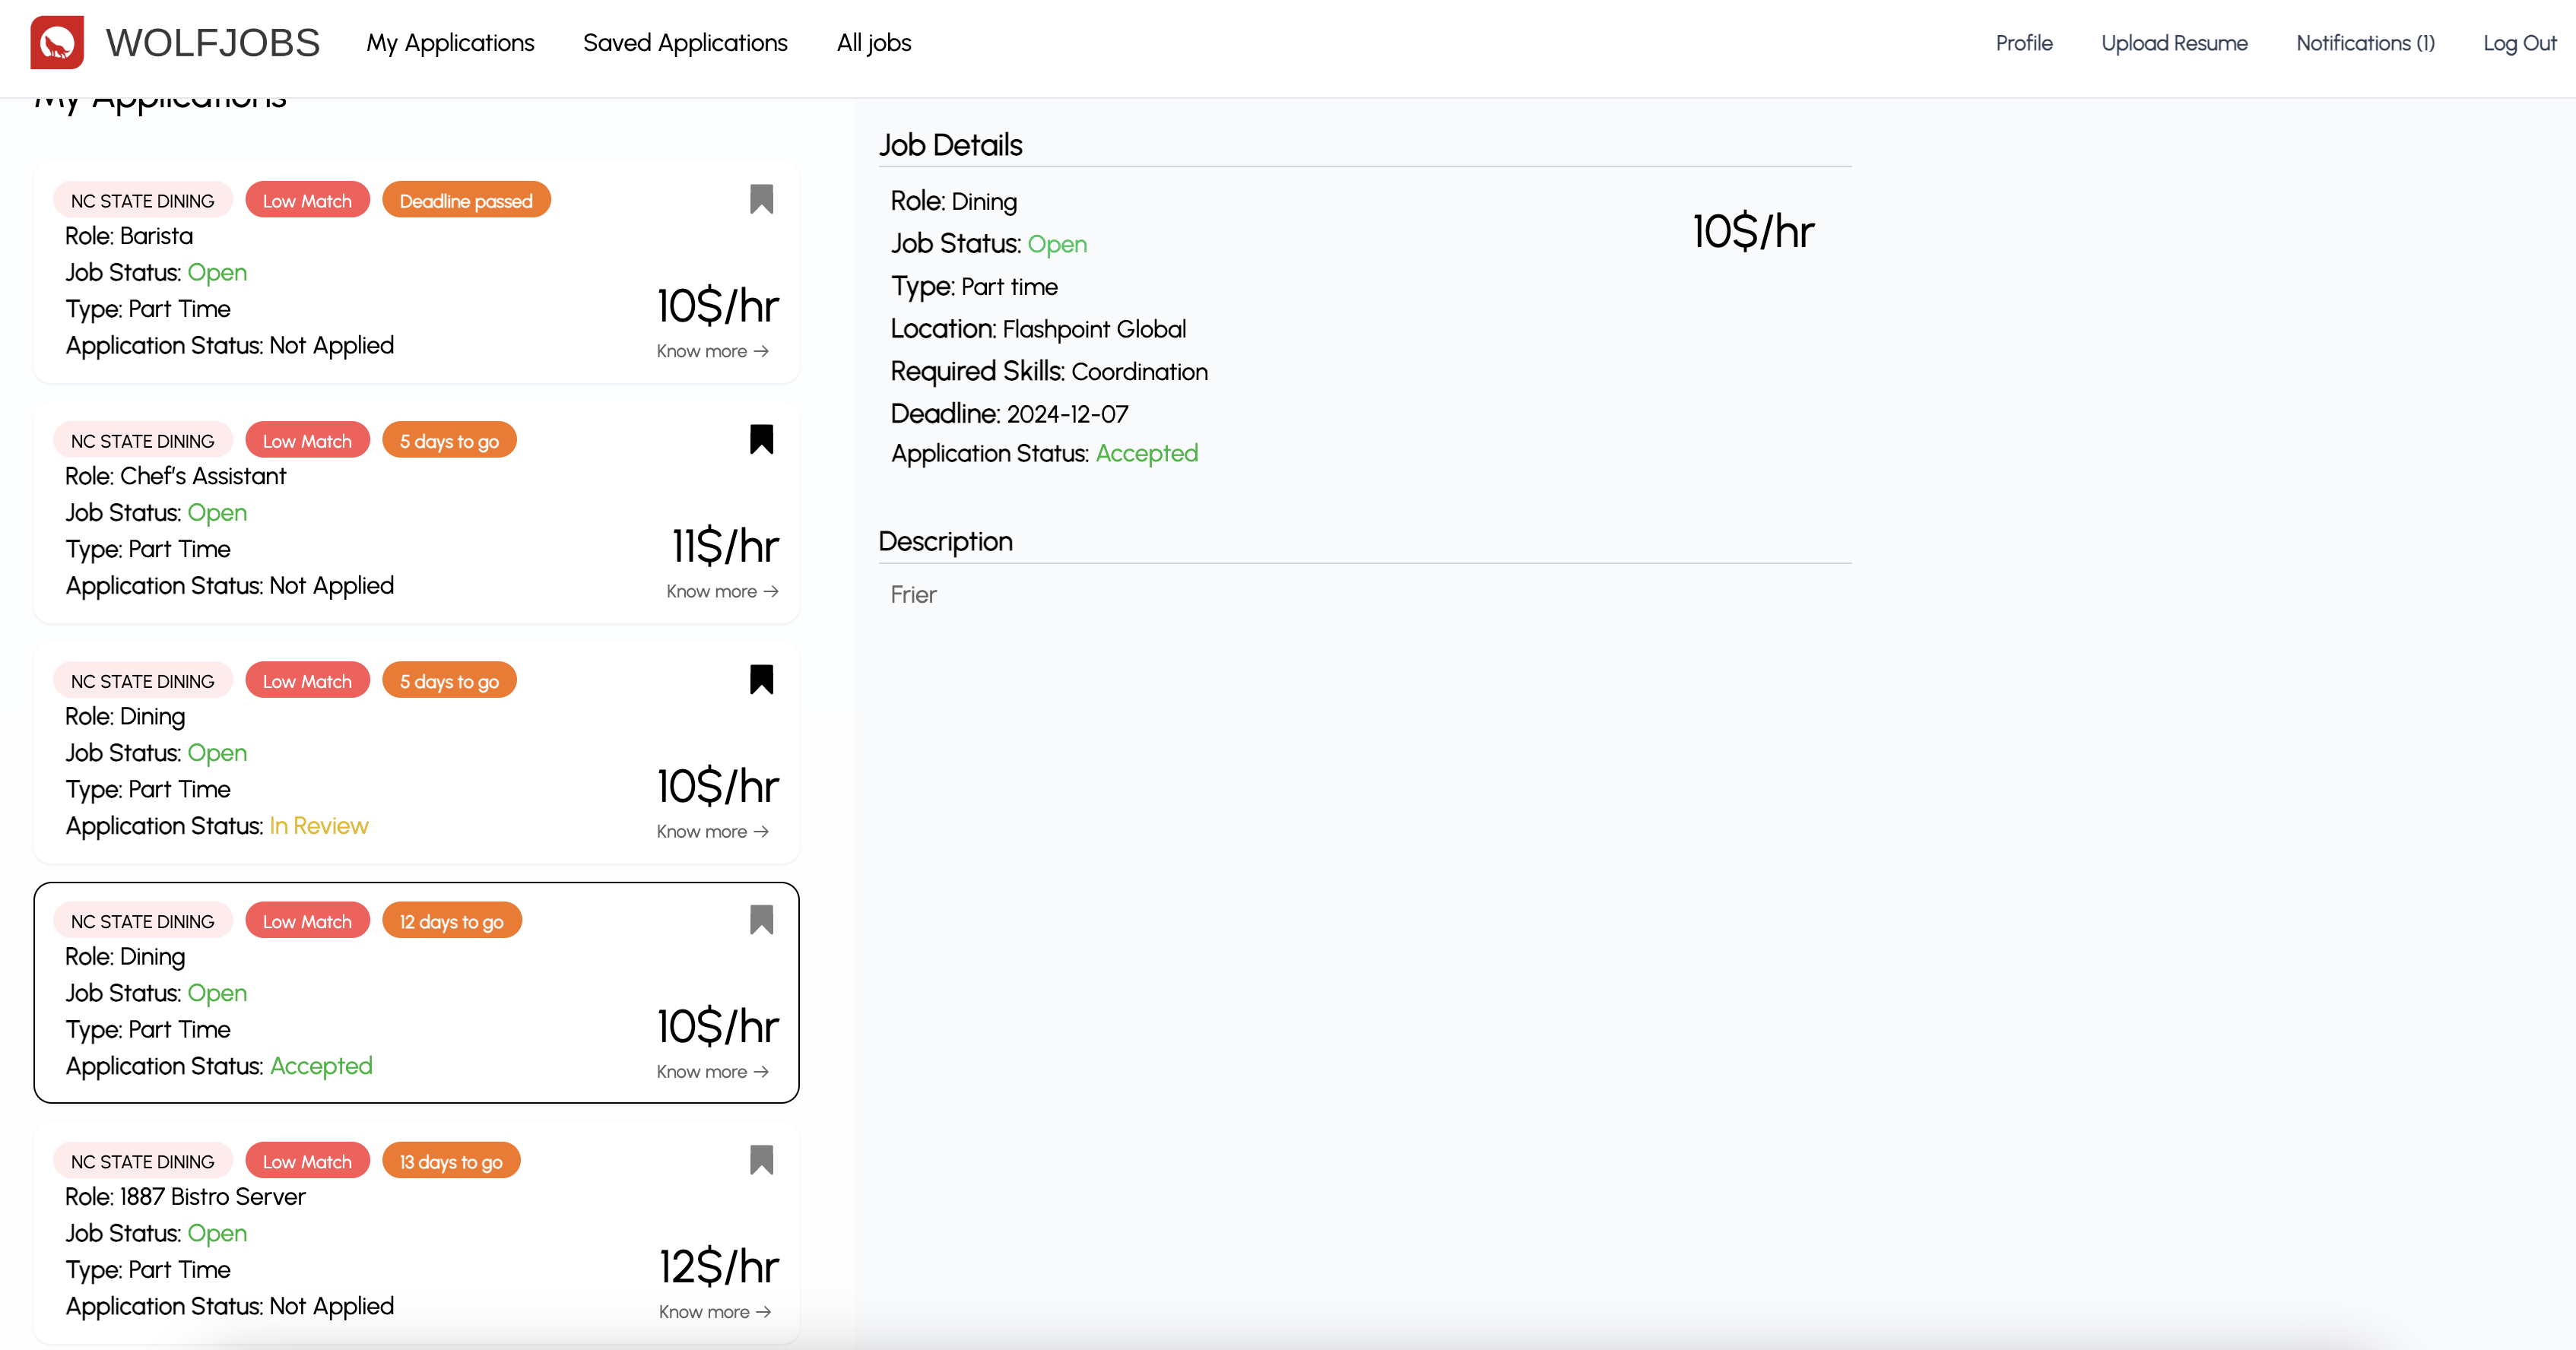 WOLFJOBS My Applications Saved Applications All jobs Profile Upload Resume Notifications (1) Log Out
My Applications
NC STATE DINING Low Match Deadline passed
Role: Barista
Job Status: Open
Type: Part Time
Application Status: Not Applied
10$/hr
Know more →
NC STATE DINING Low Match 5 days to go
Role: Chef's Assistant
Job Status: Open
Type: Part Time
Application Status: Not Applied
11$/hr
Know more →
NC STATE DINING Low Match 5 days to go
Role: Dining
Job Status: Open
Type: Part Time
Application Status: In Review
10$/hr
Know more →
NC STATE DINING Low Match 12 days to go
Role: Dining
Job Status: Open
Type: Part Time
Application Status: Accepted
10$/hr
Know more →
NC STATE DINING Low Match 13 days to go
Role: 1887 Bistro Server
Job Status: Open
Type: Part Time
Application Status: Not Applied
12$/hr
Know more →
Job Details
Role: Dining
Job Status: Open
Type: Part time
Location: Flashpoint Global
Required Skills: Coordination
Deadline: 2024-12-07
Application Status: Accepted
10$/hr
Description
Frier